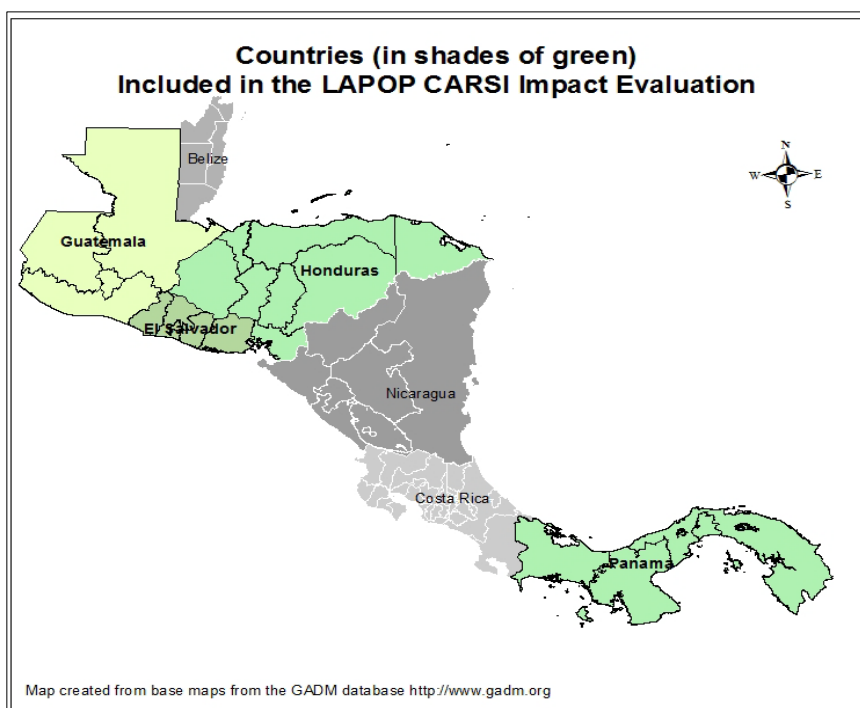 Countries (in shades of green)
Included in the LAPOP CARSI Impact Evaluation
N
W E
S
Belize
Guatemala
Honduras
El Salvador
Nicaragua
Costa Rica
Panama
Map created from base maps from the GADM database http://www.gadm.org